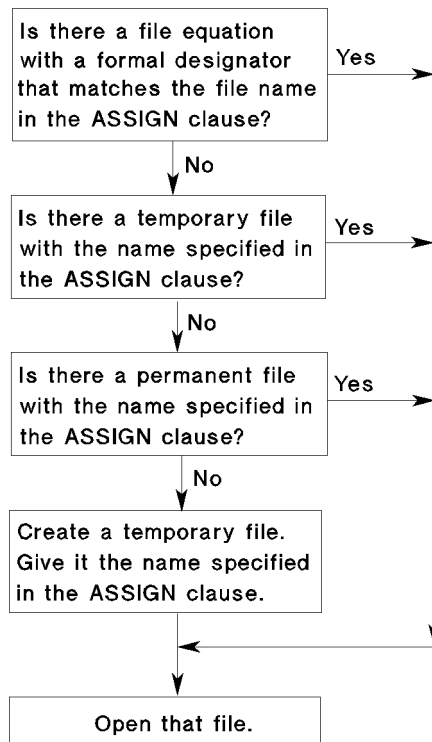 Is there a file equation
with a formal designator
that matches the file name
in the ASSIGN clause?
Yes
No
Is there a temporary file
with the name specified in
the ASSIGN clause?
Yes
No
Is there a permanent file
with the name specified in
the ASSIGN clause?
Yes
No
Create a temporary file.
Give it the name specified
in the ASSIGN clause.
Open that file.